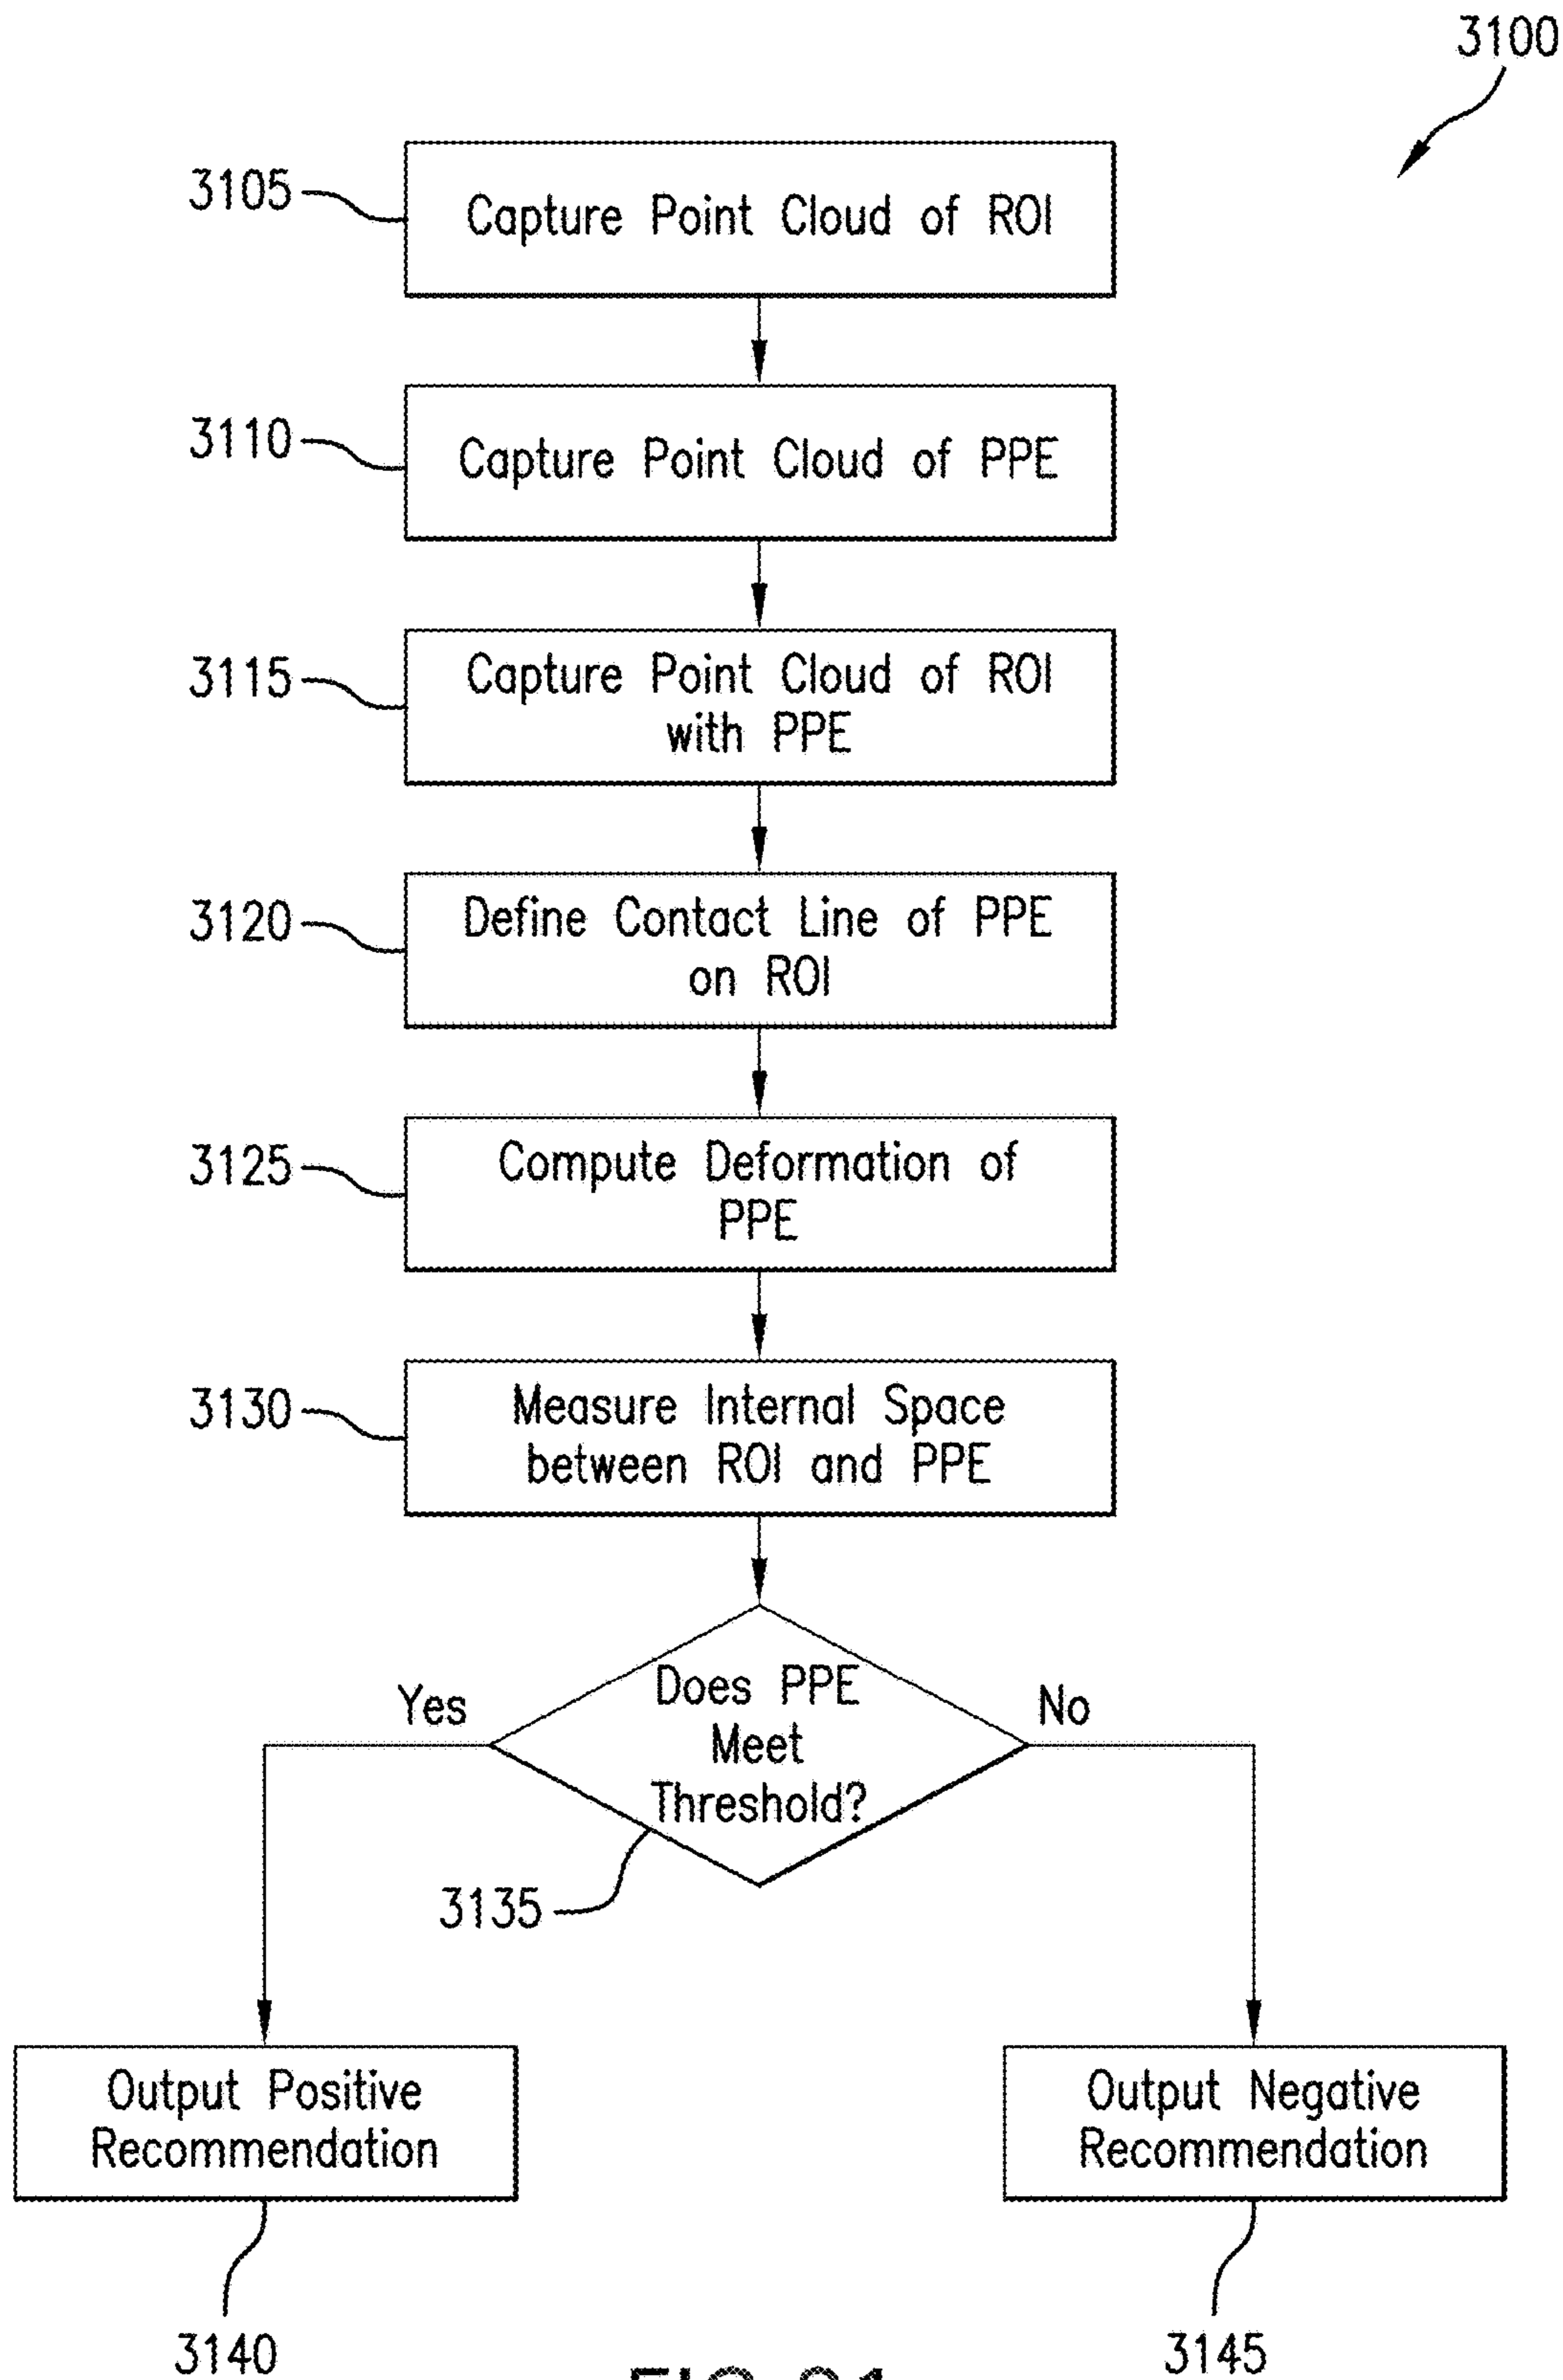 3100
3105
Capture Point Cloud of ROI
3110
Capture Point Cloud of PPE
3115
Capture Point Cloud of ROI
with PPE
3120
Define Contact Line of PPE
on ROI
3125
Compute Deformation of
PPE
3130
Measure Internal Space
between ROI and PPE
Yes
Does PPE
Meet
Threshold?
No
3135
Output Positive
Recommendation
Output Negative
Recommendation
3140
3145